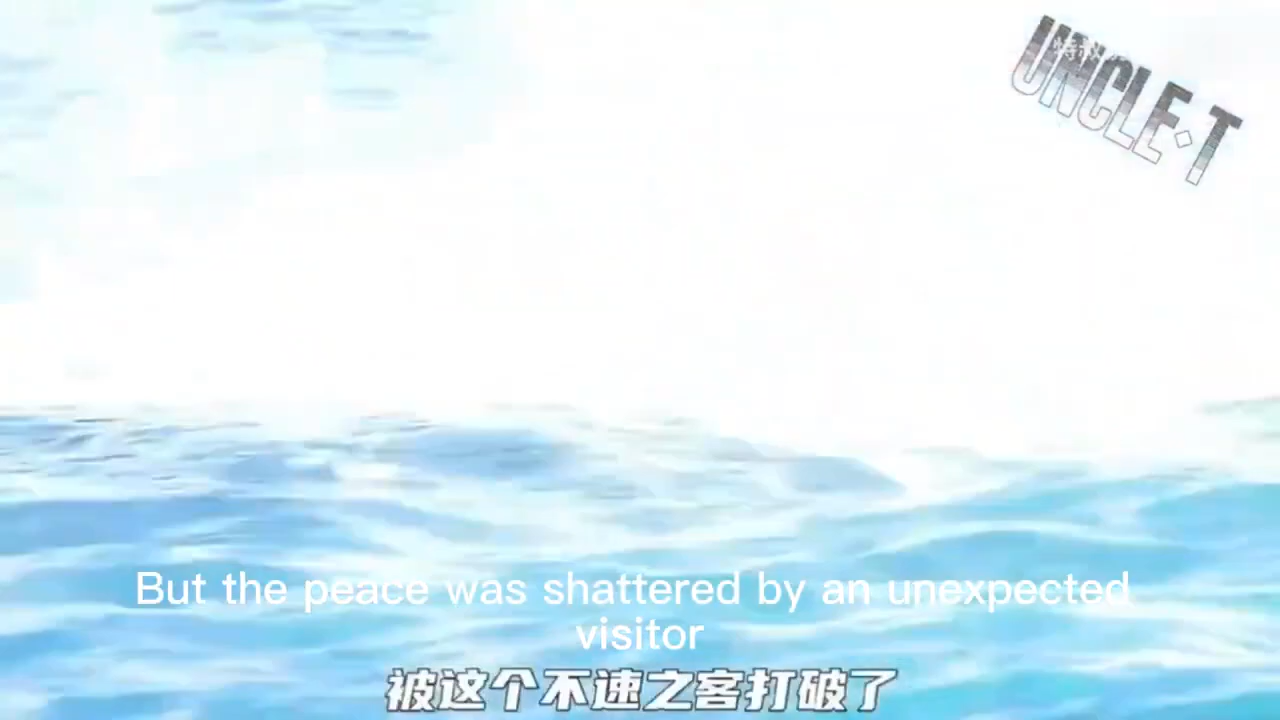 UNCLE·T
But the peace was shattered by an unexpected
visitor
被这个不速之客打破了